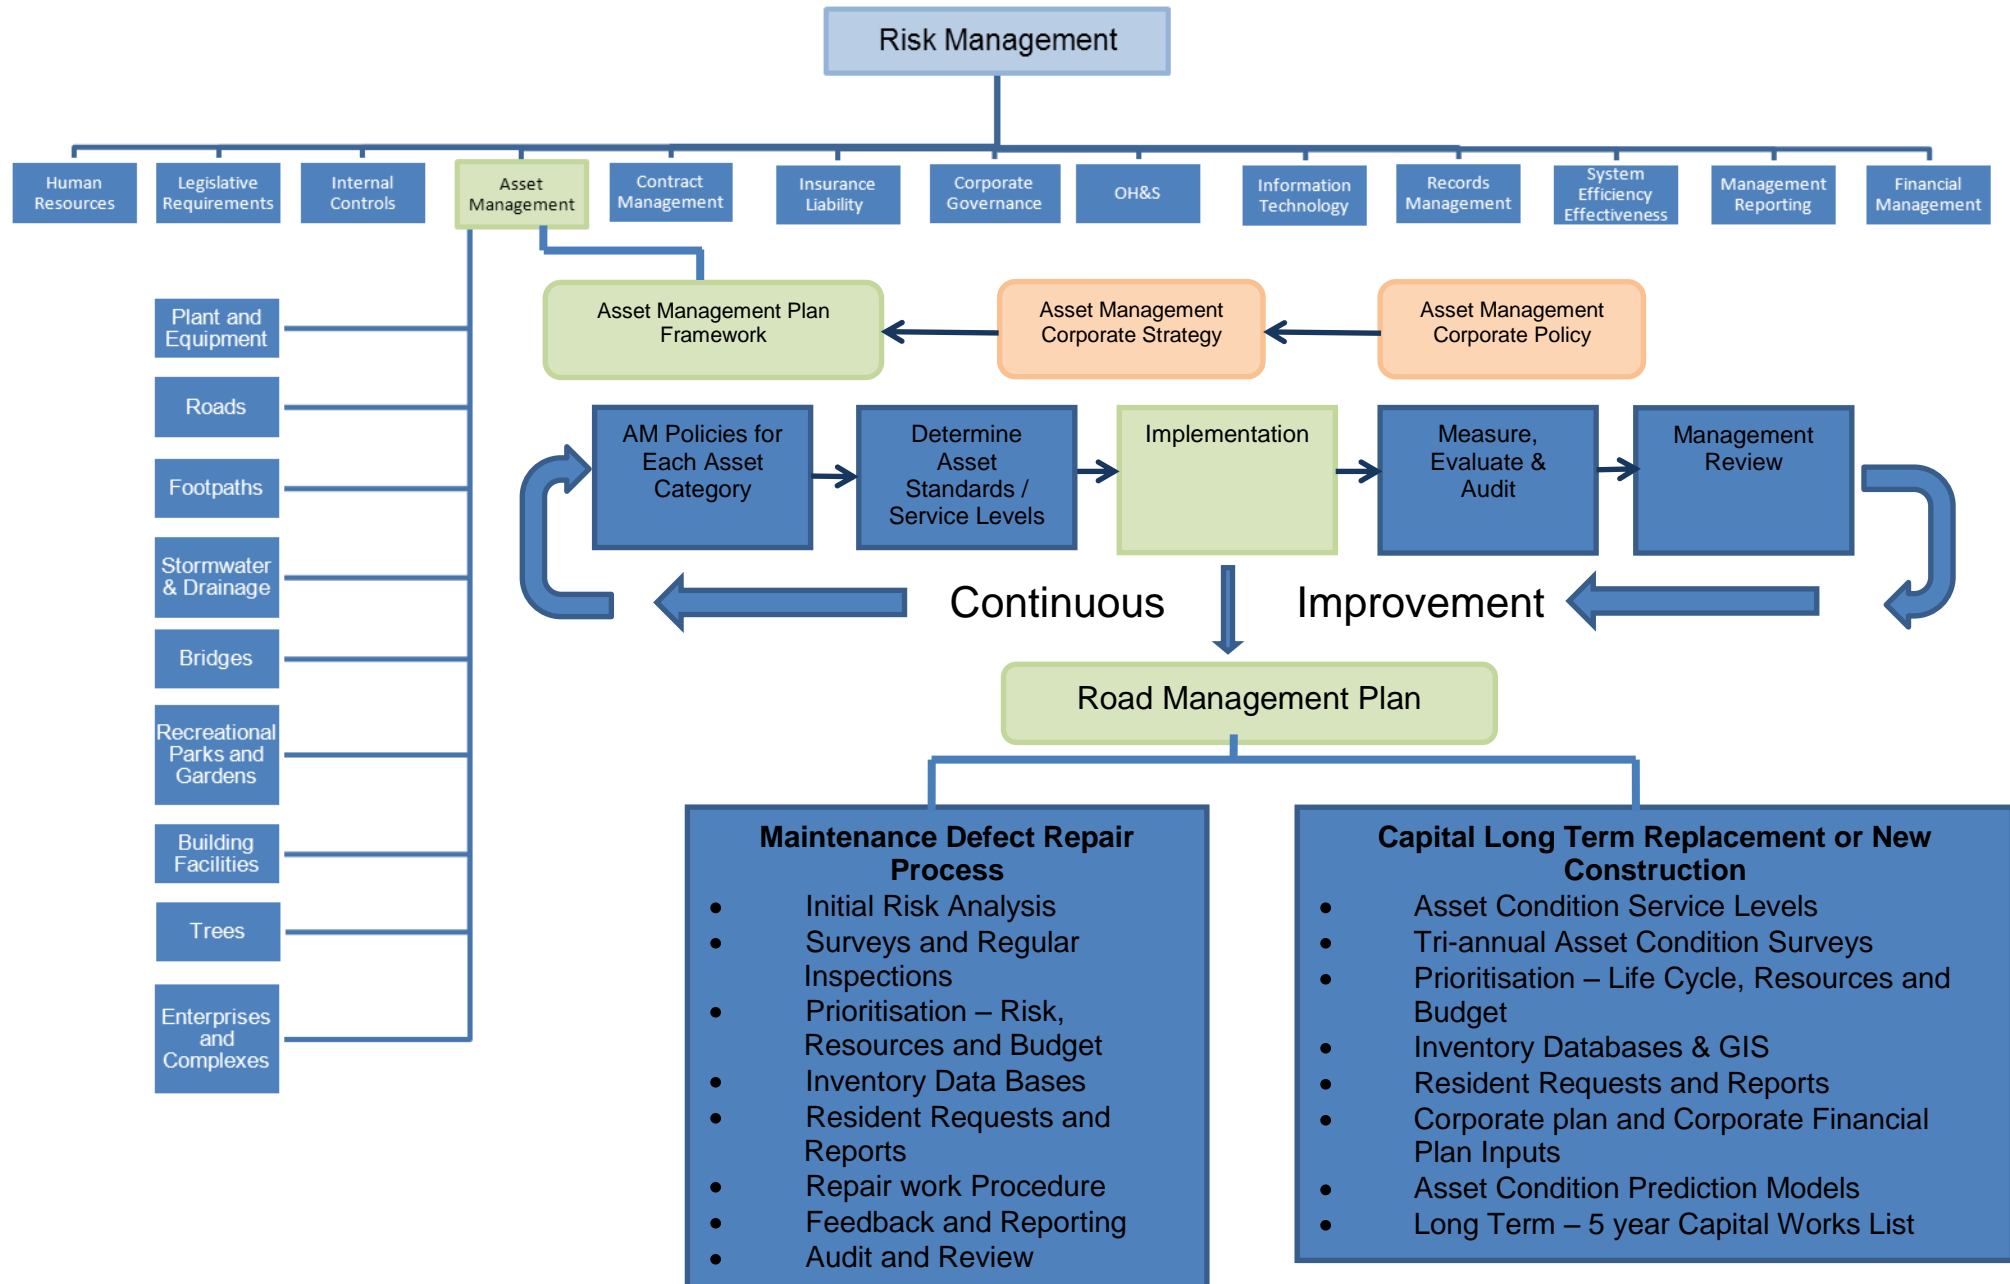 Risk Management
Human
Resources
Legislative
Requirements
Internal
Controls
Asset
Management
Contract
Management
Insurance
Liability
Corporate
Governance
OH&S
Information
Technology
Records
Management
System
Efficiency
Effectiveness
Management
Reporting
Financial
Management
Plant and
Equipment
Roads
Footpaths
Stormwater
& Drainage
Bridges
Recreational
Parks and
Gardens
Building
Facilities
Trees
Enterprises
and
Complexes
Asset Management Plan
Framework
Asset Management
Corporate Strategy
Asset Management
Corporate Policy
AM Policies for
Each Asset
Category
Determine
Asset
Standards /
Service Levels
Implementation
Measure,
Evaluate &
Audit
Management
Review
Continuous Improvement
Road Management Plan
Maintenance Defect Repair
Process
• Initial Risk Analysis
• Surveys and Regular
Inspections
• Prioritisation – Risk,
Resources and Budget
• Inventory Data Bases
• Resident Requests and
Reports
• Repair work Procedure
• Feedback and Reporting
• Audit and Review
Capital Long Term Replacement or New
Construction
• Asset Condition Service Levels
• Tri-annual Asset Condition Surveys
• Prioritisation – Life Cycle, Resources and
Budget
• Inventory Databases & GIS
• Resident Requests and Reports
• Corporate plan and Corporate Financial
Plan Inputs
• Asset Condition Prediction Models
• Long Term – 5 year Capital Works List